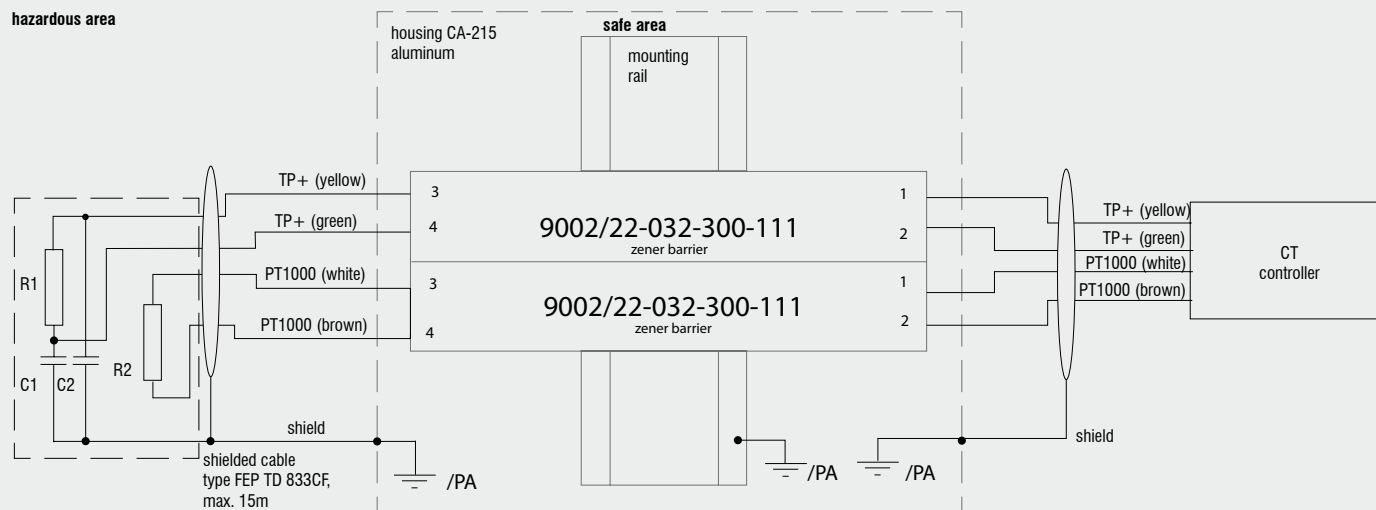 hazardous area
housing CA-215
aluminum
safe area
mounting
rail
TP+ (yellow)
TP+ (green)
PT1000 (white)
PT1000 (brown)
3
4
3
4
9002/22-032-300-111
zener barrier
9002/22-032-300-111
zener barrier
1
2
1
2
TP+ (yellow)
TP+ (green)
PT1000 (white)
PT1000 (brown)
CT
controller
R1
R2
C1
C2
shield
shielded cable
type FEP TD 833CF,
max. 15m
/PA
/PA
/PA
shield